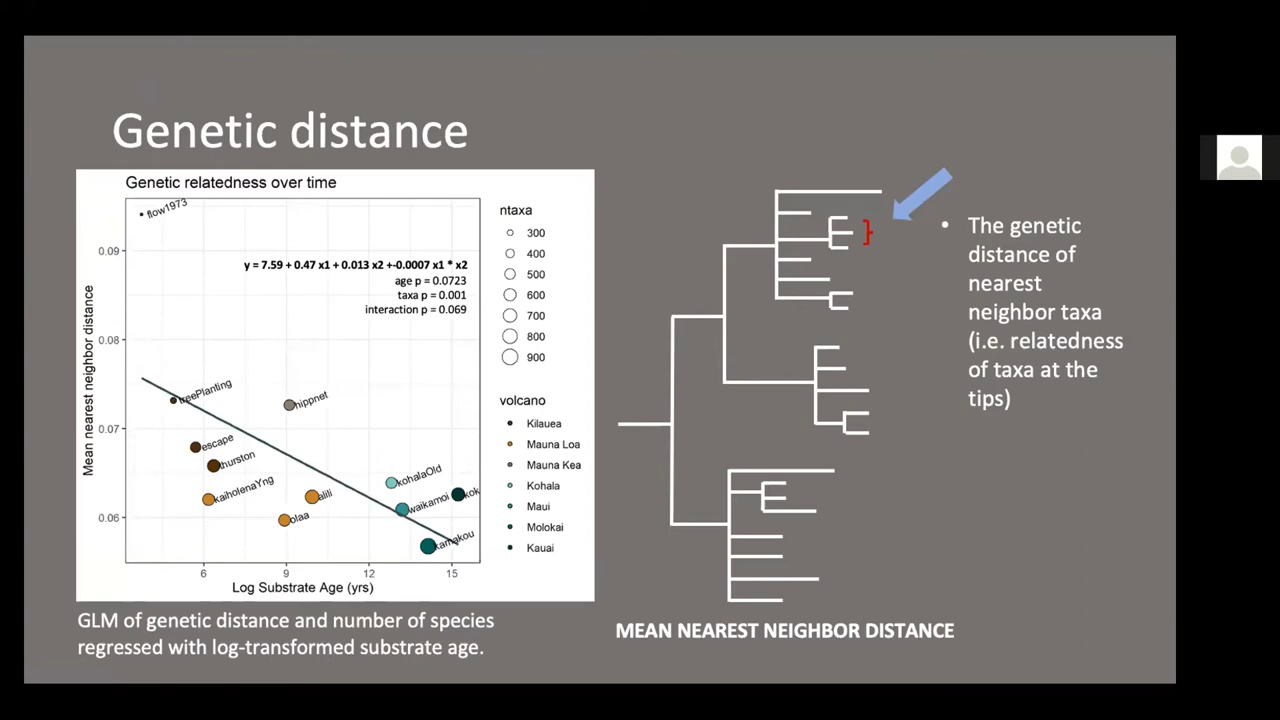 Genetic distance
Genetic relatedness over time
flow1973
0.09
0.08
0.07
0.06
Mean nearest neighbor distance
y = 7.59 + 0.47 x1 + 0.013 x2 +-0.0007 x1 * x2
age p = 0.0723
taxa p = 0.001
interaction p = 0.069
treePlanting
hippnet
escape
thurston
kaiholenaYng
alili
olaa
kohalaOld
waikamoi
kok
kamakou
6 9 12 15
Log Substrate Age (yrs)
ntaxa
300
400
500
600
700
800
900
volcano
Kilauea
Mauna Loa
Mauna Kea
Kohala
Maui
Molokai
Kauai
GLM of genetic distance and number of species
regressed with log-transformed substrate age.
}
MEAN NEAREST NEIGHBOR DISTANCE
• The genetic
distance of
nearest
neighbor taxa
(i.e. relatedness
of taxa at the
tips)